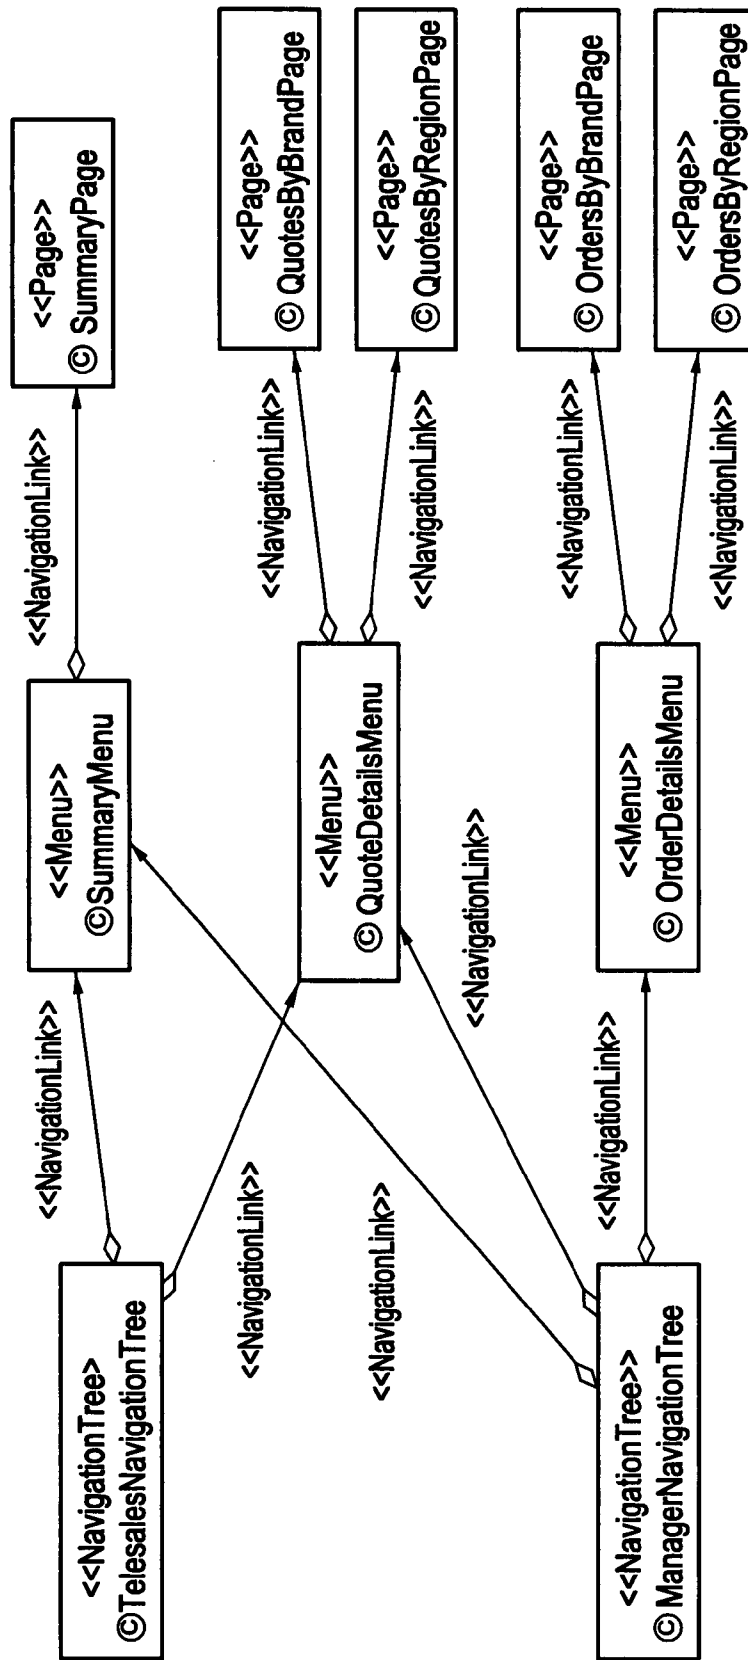 <<Page>>
© SummaryPage
<<NavigationLink>>
<<Menu>>
©SummaryMenu
<<NavigationLink>>
<<NavigationTree>
©TelesalesNavigationTree
<<NavigationLink>>
<<Page>>
© QuotesByBrandPage
<<NavigationLink>>
<<Page>>
© QuotesByRegionPage
<<NavigationLink>>
<<Menu>>
© QuoteDetailsMenu
<<NavigationLink>>
<<NavigationLink>>
<<Page>>
© OrdersByBrandPage
<<NavigationLink>>
<<Page>>
© OrdersByRegionPage
<<NavigationLink>>
<<Menu>>
© OrderDetailsMenu
<<NavigationLink>>
<<NavigationTree>>
© ManagerNavigationTree